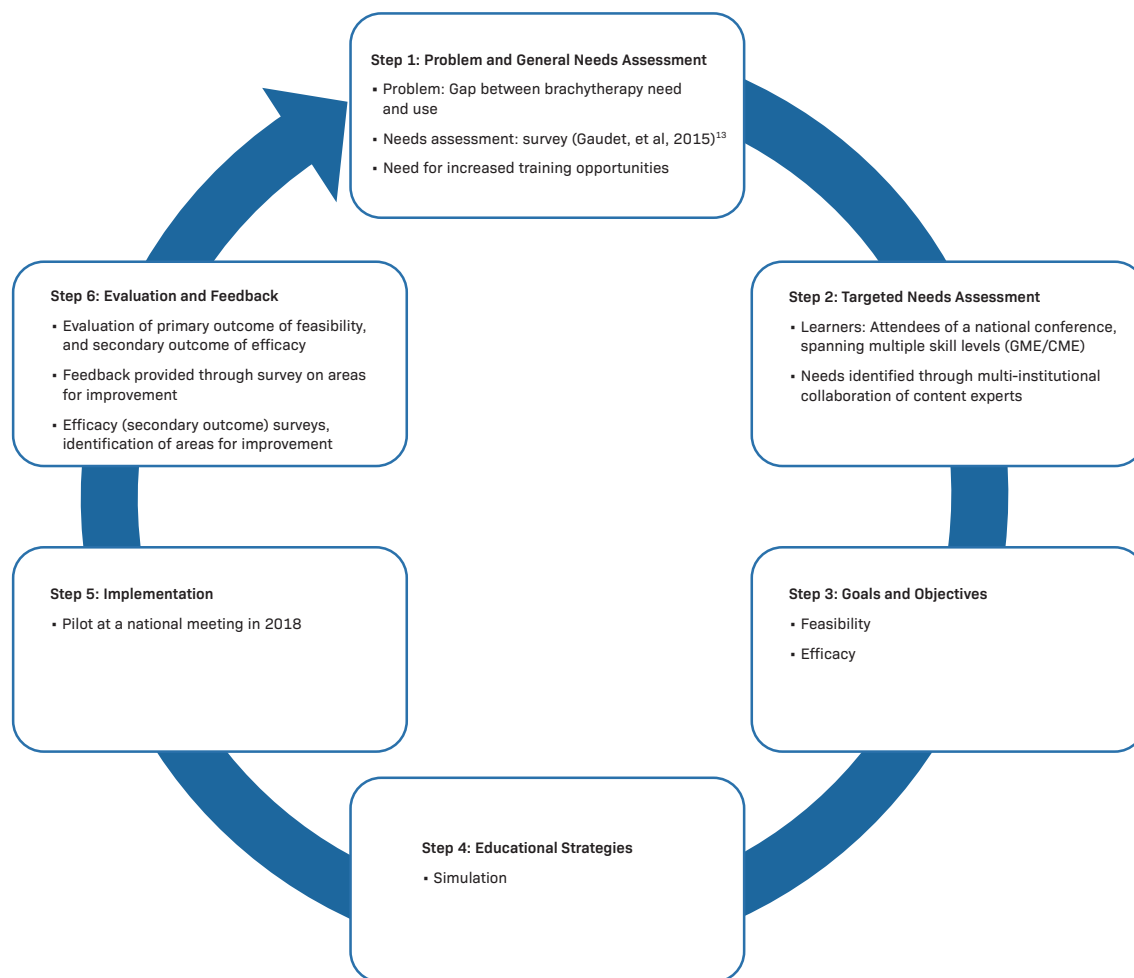 Step 1: Problem and General Needs Assessment
▪ Problem: Gap between brachytherapy need
and use
▪ Needs assessment: survey (Gaudet, et al, 2015)¹³
▪ Need for increased training opportunities
Step 2: Targeted Needs Assessment
▪ Learners: Attendees of a national conference,
spanning multiple skill levels (GME/CME)
▪ Needs identified through multi-institutional
collaboration of content experts
Step 3: Goals and Objectives
▪ Feasibility
▪ Efficacy
Step 4: Educational Strategies
▪ Simulation
Step 5: Implementation
▪ Pilot at a national meeting in 2018
Step 6: Evaluation and Feedback
▪ Evaluation of primary outcome of feasibility,
and secondary outcome of efficacy
▪ Feedback provided through survey on areas
for improvement
▪ Efficacy (secondary outcome) surveys,
identification of areas for improvement